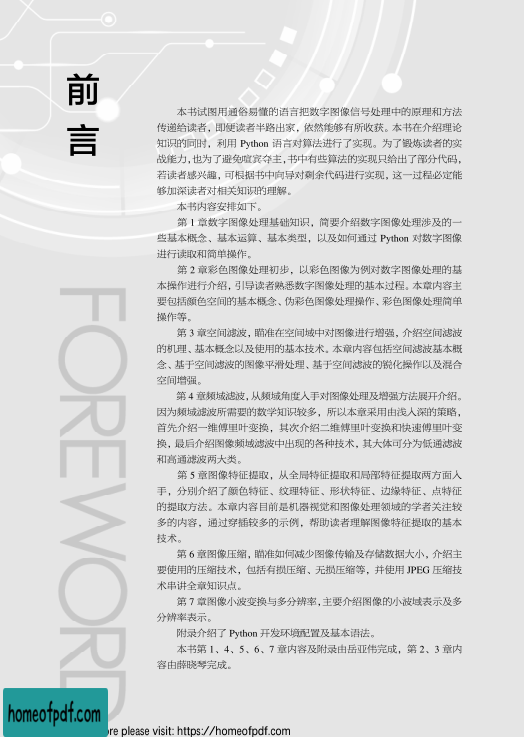 前
言
本书试图用通俗易懂的语言把数字图像信号处理中的原理和方法
传递给读者，即便读者半路出家，依然能够有所收获。本书在介绍理论
知识的同时，利用 Python 语言对算法进行了实现。为了锻炼读者的实
战能力，也为了避免喧宾夺主，书中有些算法的实现只给出了部分代码，
若读者感兴趣，可根据书中向导对剩余代码进行实现，这一过程必定能
够加深读者对相关知识的理解。
本书内容安排如下。
第 1 章数字图像处理基础知识，简要介绍数字图像处理涉及的一
些基本概念、基本运算、基本类型，以及如何通过 Python 对数字图像
进行读取和简单操作。
第 2 章彩色图像处理初步，以彩色图像为例对数字图像处理的基
本操作进行介绍，引导读者熟悉数字图像处理的基本过程。本章内容主
要包括颜色空间的基本概念、伪彩色图像处理操作、彩色图像处理简单
操作等。
第 3 章空间滤波，瞄准在空间域中对图像进行增强，介绍空间滤波
的机理、基本概念以及使用的基本技术。本章内容包括空间滤波基本概
念、基于空间滤波的图像平滑处理、基于空间滤波的锐化操作以及混合
空间增强。
第 4 章频域滤波，从频域角度入手对图像处理及增强方法展开介绍。
因为频域滤波所需要的数学知识较多，所以本章采用由浅入深的策略，
首先介绍一维傅里叶变换，其次介绍二维傅里叶变换和快速傅里叶变
换，最后介绍图像频域滤波中出现的各种技术，其大体可分为低通滤波
和高通滤波两大类。
第 5 章图像特征提取，从全局特征提取和局部特征提取两方面入
手，分别介绍了颜色特征、纹理特征、形状特征、边缘特征、点特征
的提取方法。本章内容目前是机器视觉和图像处理领域的学者关注较
多的内容，通过穿插较多的示例，帮助读者理解图像特征提取的基本
技术。
第 6 章图像压缩，瞄准如何减少图像传输及存储数据大小，介绍主
要使用的压缩技术，包括有损压缩、无损压缩等，并使用 JPEG 压缩技
术串讲全章知识点。
第 7 章图像小波变换与多分辨率，主要介绍图像的小波域表示及多
分辨率表示。
附录介绍了 Python 开发环境配置及基本语法。
本书第 1、4、5、6、7 章内容及附录由岳亚伟完成，第 2、3 章内
容由薛晓琴完成。
FOREWORD
homeofpdf.com
ore please visit: https://homeofpdf.com